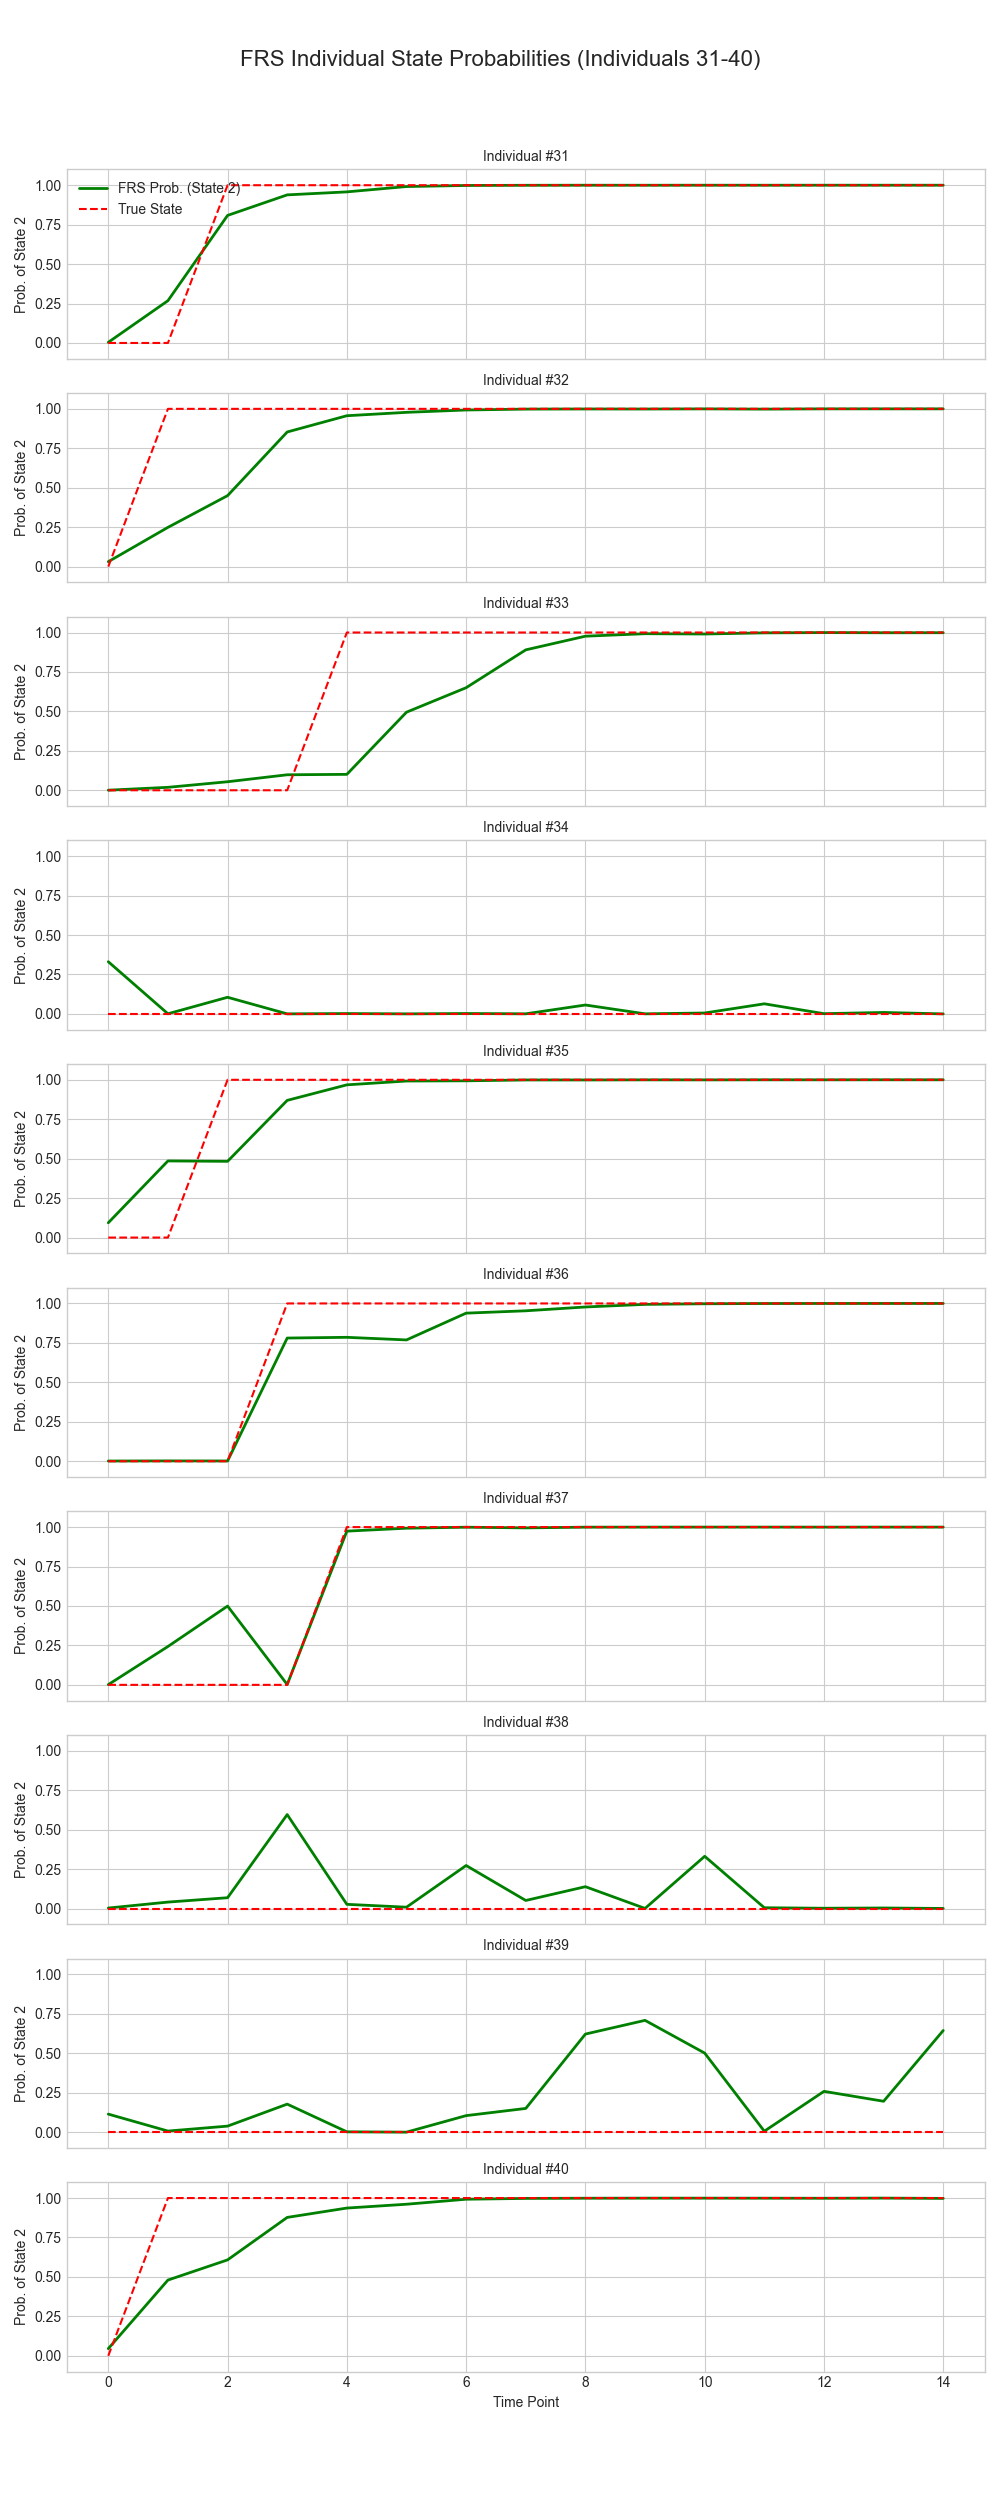 FRS Individual State Probabilities (Individuals 31-40)
Individual #31
FRS Prob. (State 2)
True State
Prob. of State 2
1.00
0.75
0.50
0.25
0.00
Individual #32
Prob. of State 2
1.00
0.75
0.50
0.25
0.00
Individual #33
Prob. of State 2
1.00
0.75
0.50
0.25
0.00
Individual #34
Prob. of State 2
1.00
0.75
0.50
0.25
0.00
Individual #35
Prob. of State 2
1.00
0.75
0.50
0.25
0.00
Individual #36
Prob. of State 2
1.00
0.75
0.50
0.25
0.00
Individual #37
Prob. of State 2
1.00
0.75
0.50
0.25
0.00
Individual #38
Prob. of State 2
1.00
0.75
0.50
0.25
0.00
Individual #39
Prob. of State 2
1.00
0.75
0.50
0.25
0.00
Individual #40
Prob. of State 2
1.00
0.75
0.50
0.25
0.00
0 2 4 6 8 10 12 14
Time Point